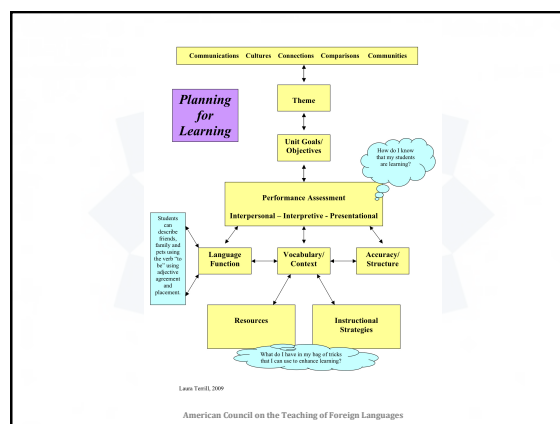 Communications Cultures Connections Comparisons Communities
Planning
for
Learning
Theme
Unit Goals/
Objectives
How do I know
that my students
are learning?
Performance Assessment
Interpersonal – Interpretive - Presentational
Students
can
describe
friends,
family
and
pets using
the verb "to
be" using
adjective
agreement
and
placement.
Language
Function
Vocabulary/
Context
Accuracy/
Structure
Resources
Instructional
Strategies
What do I have in my bag of tricks
that I can use to enhance learning?
Laura Terrill, 2009
American Council on the Teaching of Foreign Languages